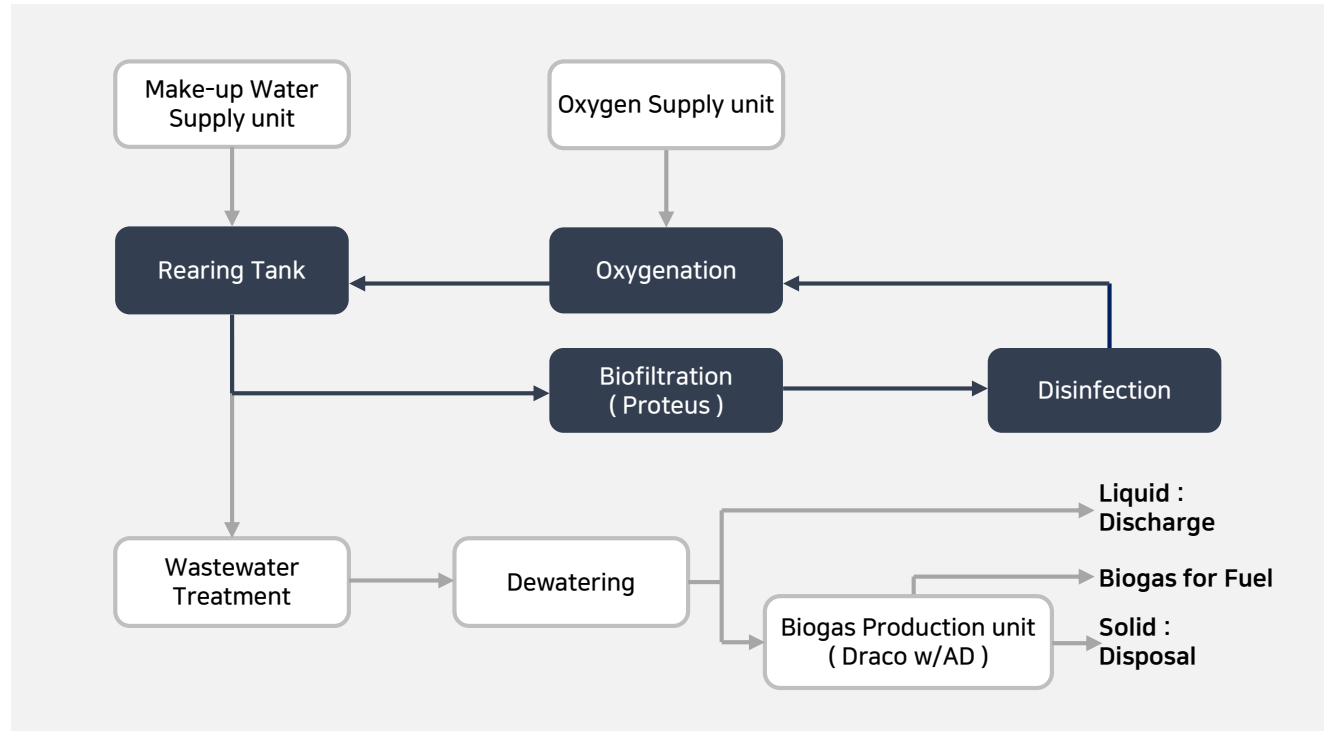 Make-up Water
Supply unit
Oxygen Supply unit
Rearing Tank
Oxygenation
Biofiltration
( Proteus )
Disinfection
Liquid :
Discharge
Wastewater
Treatment
Dewatering
Biogas for Fuel
Biogas Production unit
( Draco w/AD )
Solid :
Disposal